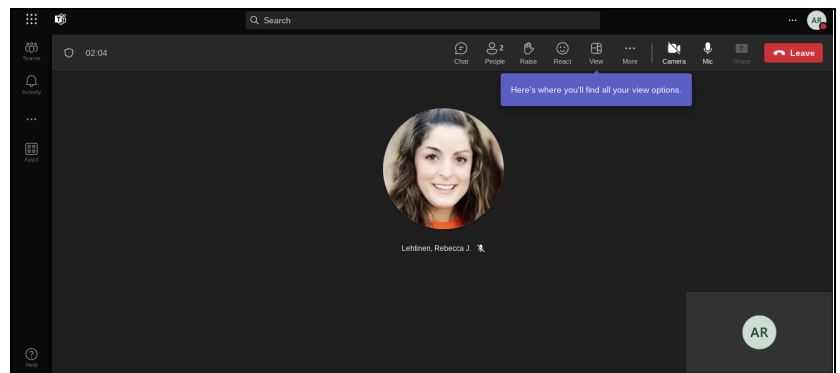 Search
AR
02:04
2
Chat
People
Raise
React
View
More
Camera
Mic
Share
Leave
Teams
Activity
Apps
Here's where you'll find all your view options.
Lehtinen, Rebecca J.
AR
Help